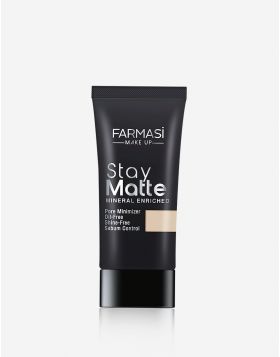 FARMASİ
MAKE UP
Stay
Matte
MINERAL ENRICHED
Pore Minimizer
Oil-Free
Shine-Free
Sebum Control